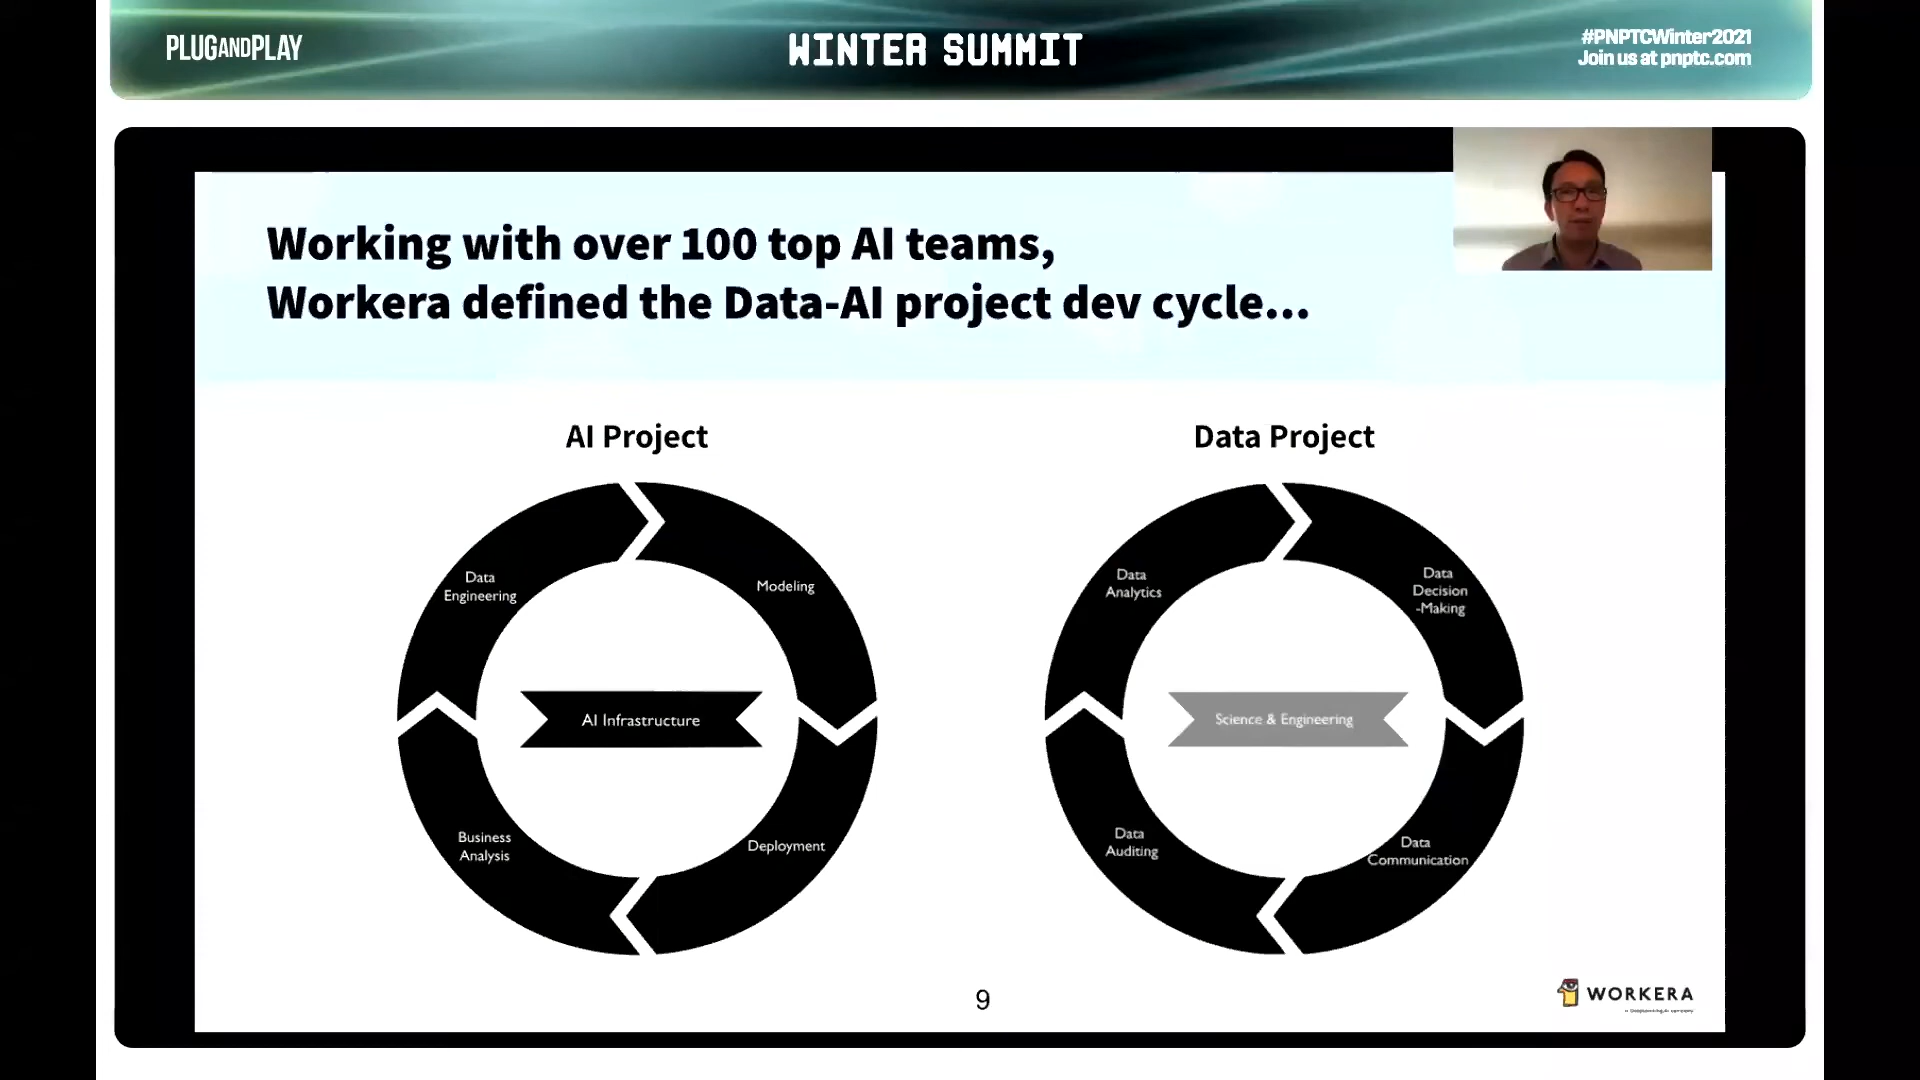 PLUGANDPLAY
WINTER SUMMIT
#PNPTCWinter2021
Join us at pnptc.com
Working with over 100 top AI teams,
Workera defined the Data-AI project dev cycle...
AI Project
Data
Engineering
Modeling
AI Infrastructure
Business
Analysis
Deployment
Data Project
Data
Analytics
Data
Decision
-Making
Science & Engineering
Data
Auditing
Data
Communication
9
WORKERA